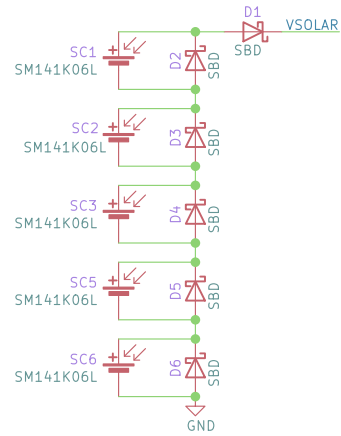 D1
VSOLAR
SBD
SC1
SM141K06L
D2
SBD
SC2
SM141K06L
D3
SBD
SC3
SM141K06L
D4
SBD
SC5
SM141K06L
D5
SBD
SC6
SM141K06L
D6
SBD
GND